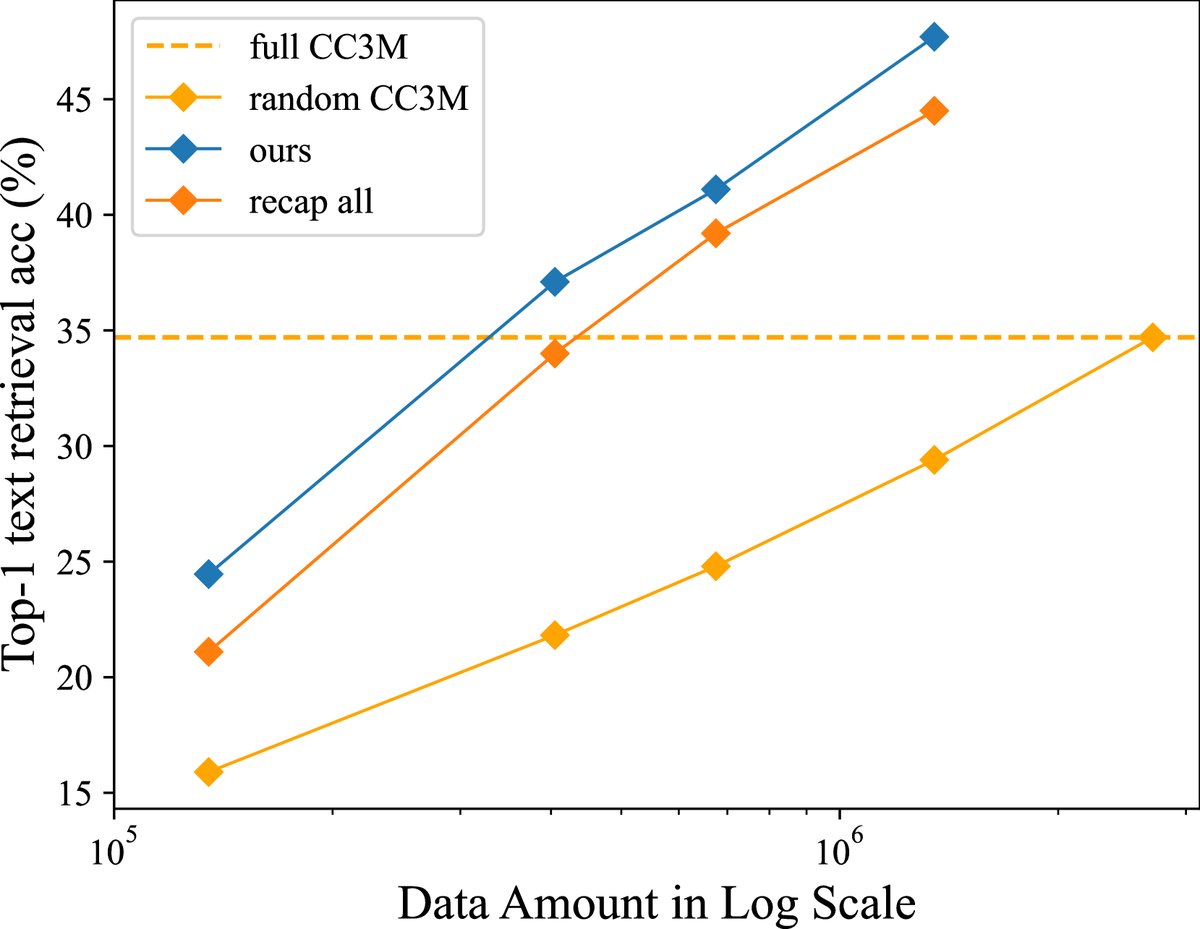 full CC3M
random CC3M
ours
recap all
Top-1 text retrieval acc (%)
45
40
35
30
25
20
15
10^5
10^6
Data Amount in Log Scale